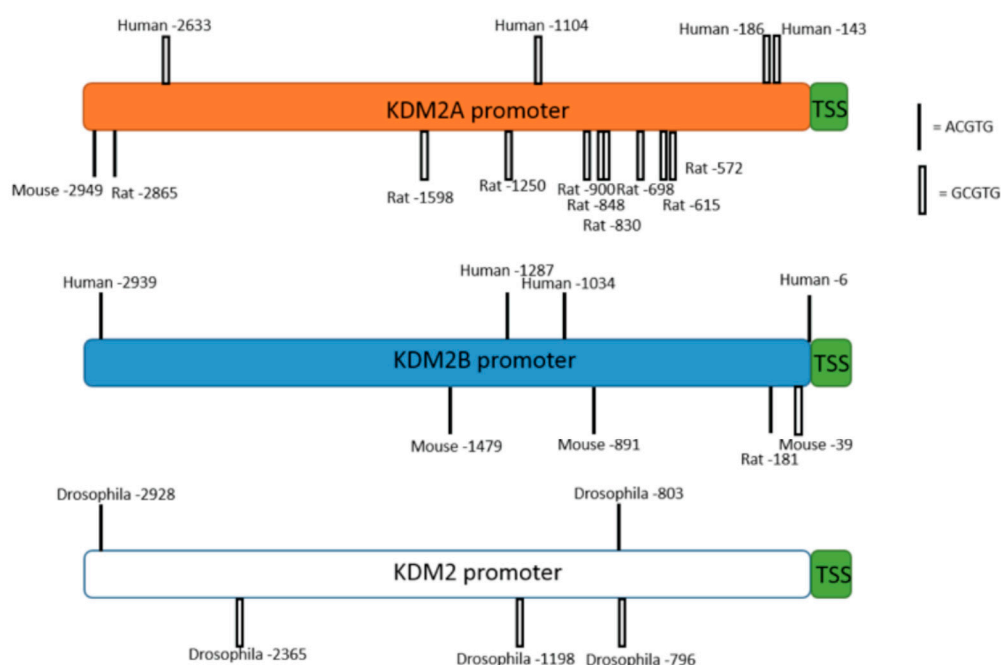 Human -2633
Human -1104
Human -186
Human -143
KDM2A promoter
TSS
= ACGTG
= GCGTG
Mouse -2949
Rat -2865
Rat -1598
Rat -1250
Rat -900
Rat -848
Rat -830
Rat -698
Rat -615
Rat -572
Human -2939
Human -1287
Human -1034
Human -6
KDM2B promoter
TSS
Mouse -1479
Mouse -891
Rat -181
Mouse -39
Drosophila -2928
Drosophila -803
KDM2 promoter
TSS
Drosophila -2365
Drosophila -1198
Drosophila -796